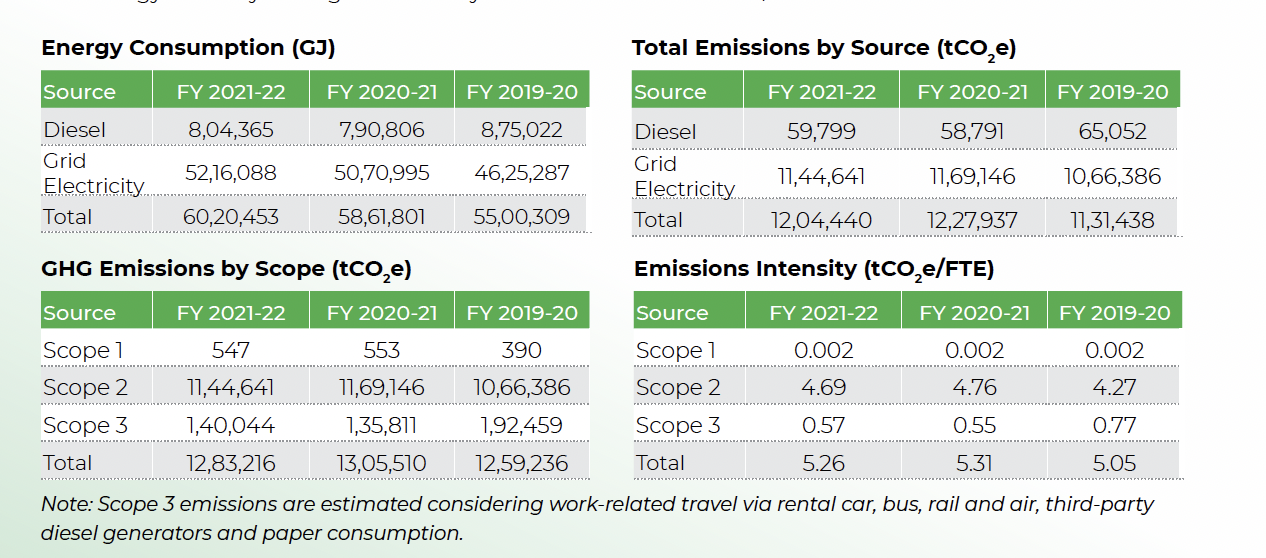 Energy Consumption (GJ)
Source FY 2021-22 FY 2020-21 FY 2019-20
Diesel 8,04,365 7,90,806 8,75,022
Grid
Electricity 52,16,088 50,70,995 46,25,287
Total 60,20,453 58,61,801 55,00,309
Total Emissions by Source (tCO₂e)
Source FY 2021-22 FY 2020-21 FY 2019-20
Diesel 59,799 58,791 65,052
Grid
Electricity 11,44,641 11,69,146 10,66,386
Total 12,04,440 12,27,937 11,31,438
GHG Emissions by Scope (tCO₂e)
Source FY 2021-22 FY 2020-21 FY 2019-20
Scope 1 547 553 390
Scope 2 11,44,641 11,69,146 10,66,386
Scope 3 1,40,044 1,35,811 1,92,459
Total 12,83,216 13,05,510 12,59,236
Emissions Intensity (tCO₂e/FTE)
Source FY 2021-22 FY 2020-21 FY 2019-20
Scope 1 0.002 0.002 0.002
Scope 2 4.69 4.76 4.27
Scope 3 0.57 0.55 0.77
Total 5.26 5.31 5.05
Note: Scope 3 emissions are estimated considering work-related travel via rental car, bus, rail and air, third-party
diesel generators and paper consumption.